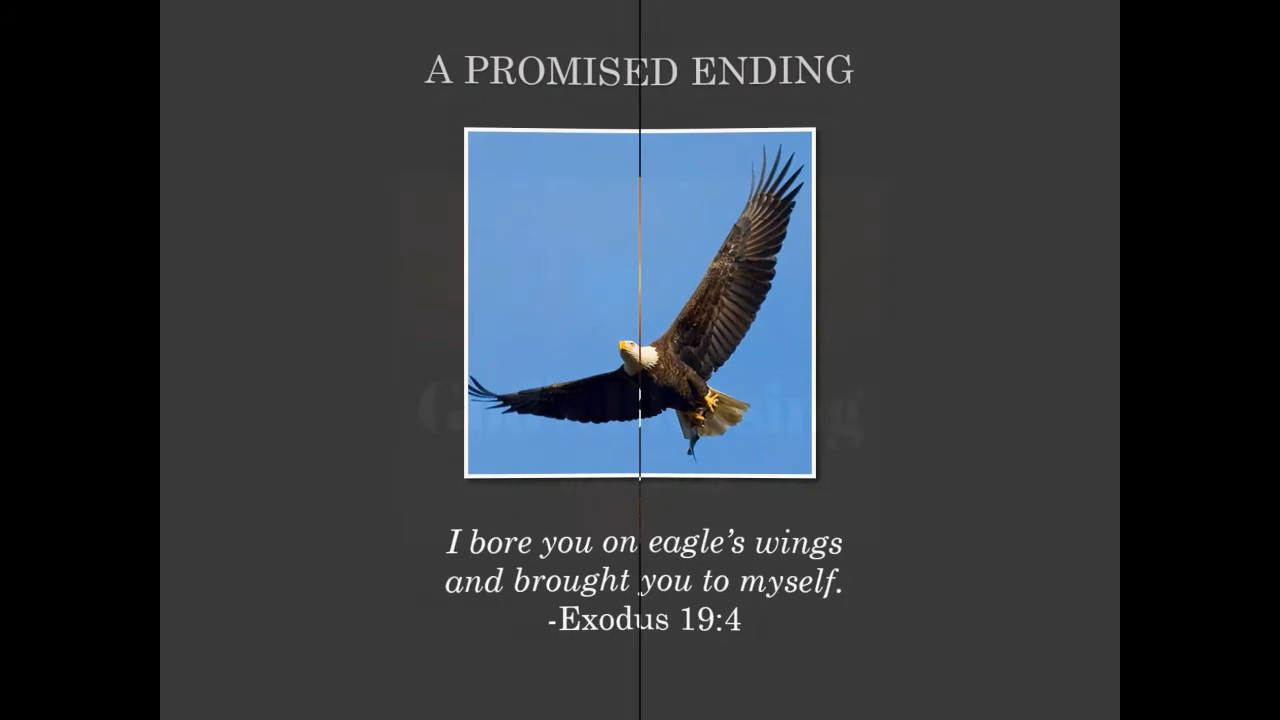 A PROMISED ENDING
I bore you on eagle’s wings
and brought you to myself.
-Exodus 19:4